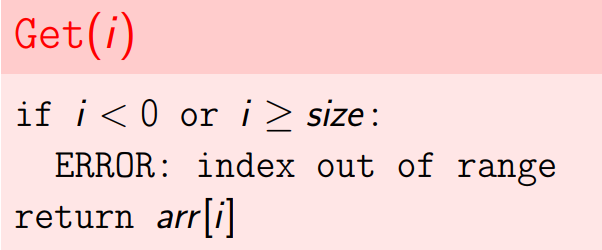 Get(i)
if i < 0 or i ≥ size:
ERROR: index out of range
return arr[i]